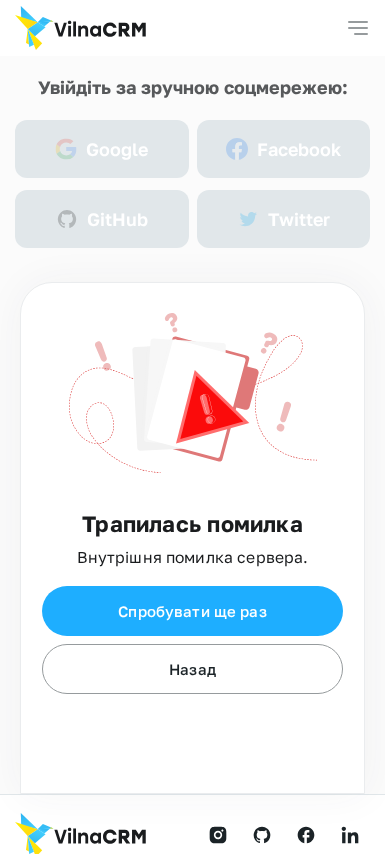 VilnaCRM
Увійдіть за зручною соцмережею:
Google
Facebook
GitHub
Twitter
Трапилась помилка
Внутрішня помилка сервера.
Спробувати ще раз
Назад
VilnaCRM